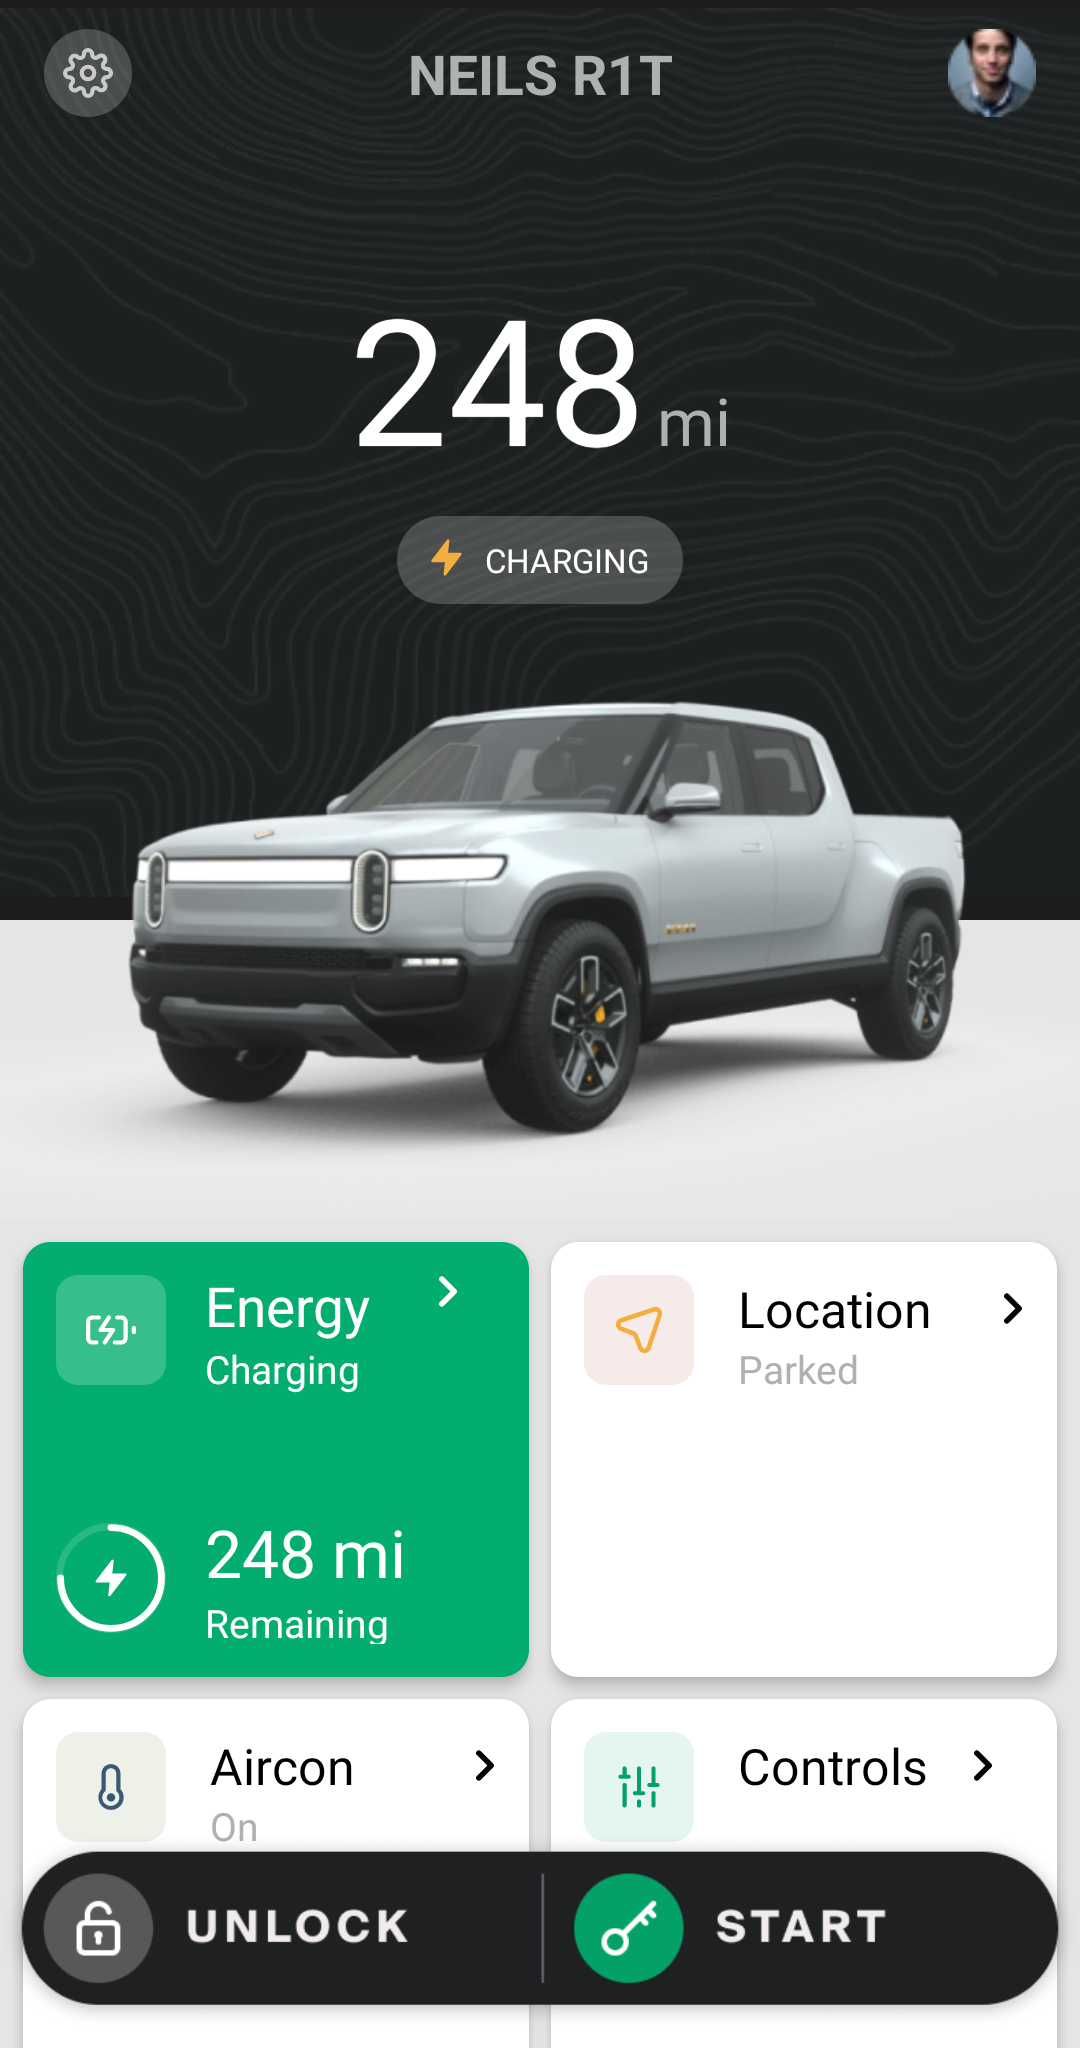 NEILS R1T
248 mi
CHARGING
Energy
Charging
248 mi
Remaining
Location
Parked
Aircon
On
Controls
UNLOCK
START